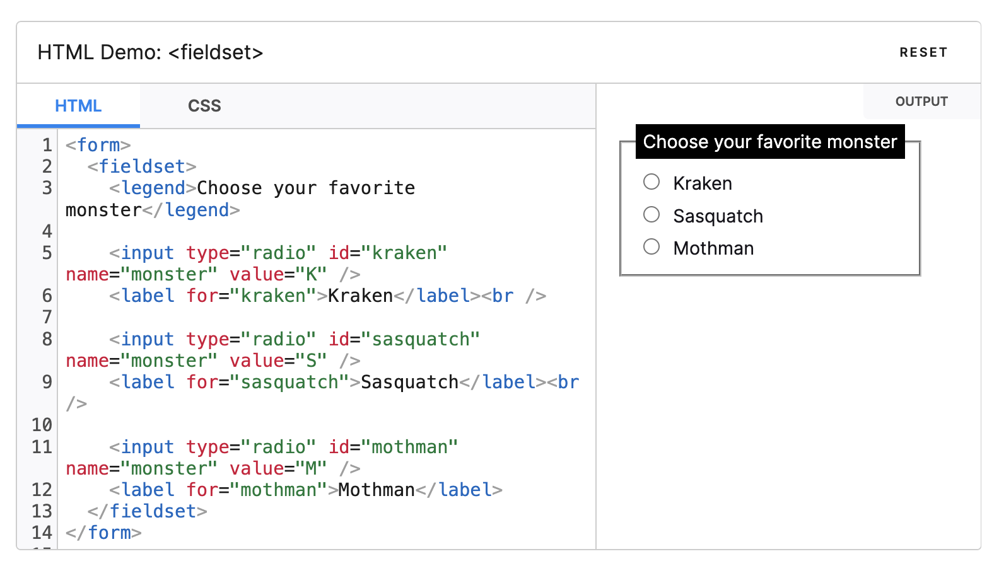 HTML Demo: <fieldset>
RESET
HTML
CSS
OUTPUT
1 <form>
2   <fieldset>
3     <legend>Choose your favorite
monster</legend>
4
5     <input type="radio" id="kraken"
name="monster" value="K" />
6     <label for="kraken">Kraken</label><br />
7
8     <input type="radio" id="sasquatch"
name="monster" value="S" />
9     <label for="sasquatch">Sasquatch</label><br
/>
10
11     <input type="radio" id="mothman"
name="monster" value="M" />
12     <label for="mothman">Mothman</label>
13   </fieldset>
14 </form>
Choose your favorite monster
Kraken
Sasquatch
Mothman